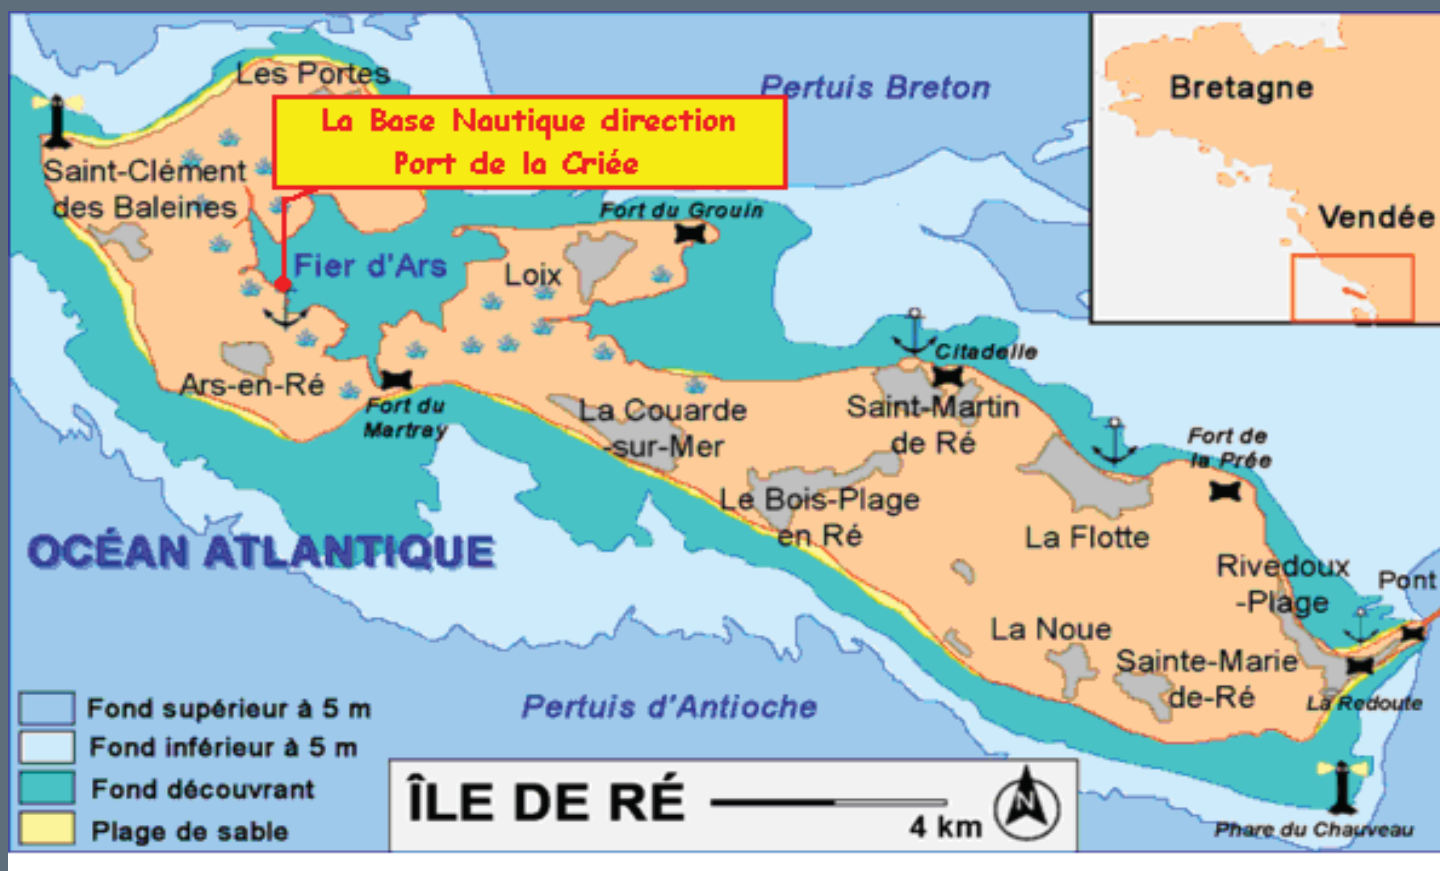 Les Portes
Pertuis Breton
La Base Nautique direction
Port de la Criée
Bretagne
Vendée
Saint-Clément
des Baleines
Fort du Grouin
Fier d'Ars
Loix
Citadelle
Ars-en-Ré
Fort du
Martray
La Couarde
-sur-Mer
Saint-Martin
de Ré
Fort de
la Prée
Le Bois-Plage
en Ré
La Flotte
OCÉAN ATLANTIQUE
Rivedoux
-Plage
Pont
La Noue
Sainte-Marie
de-Ré
La Redoute
Pertuis d'Antioche
Fond supérieur à 5 m
Fond inférieur à 5 m
Fond découvrant
Plage de sable
ÎLE DE RÉ
4 km
N
Phare du Chauveau